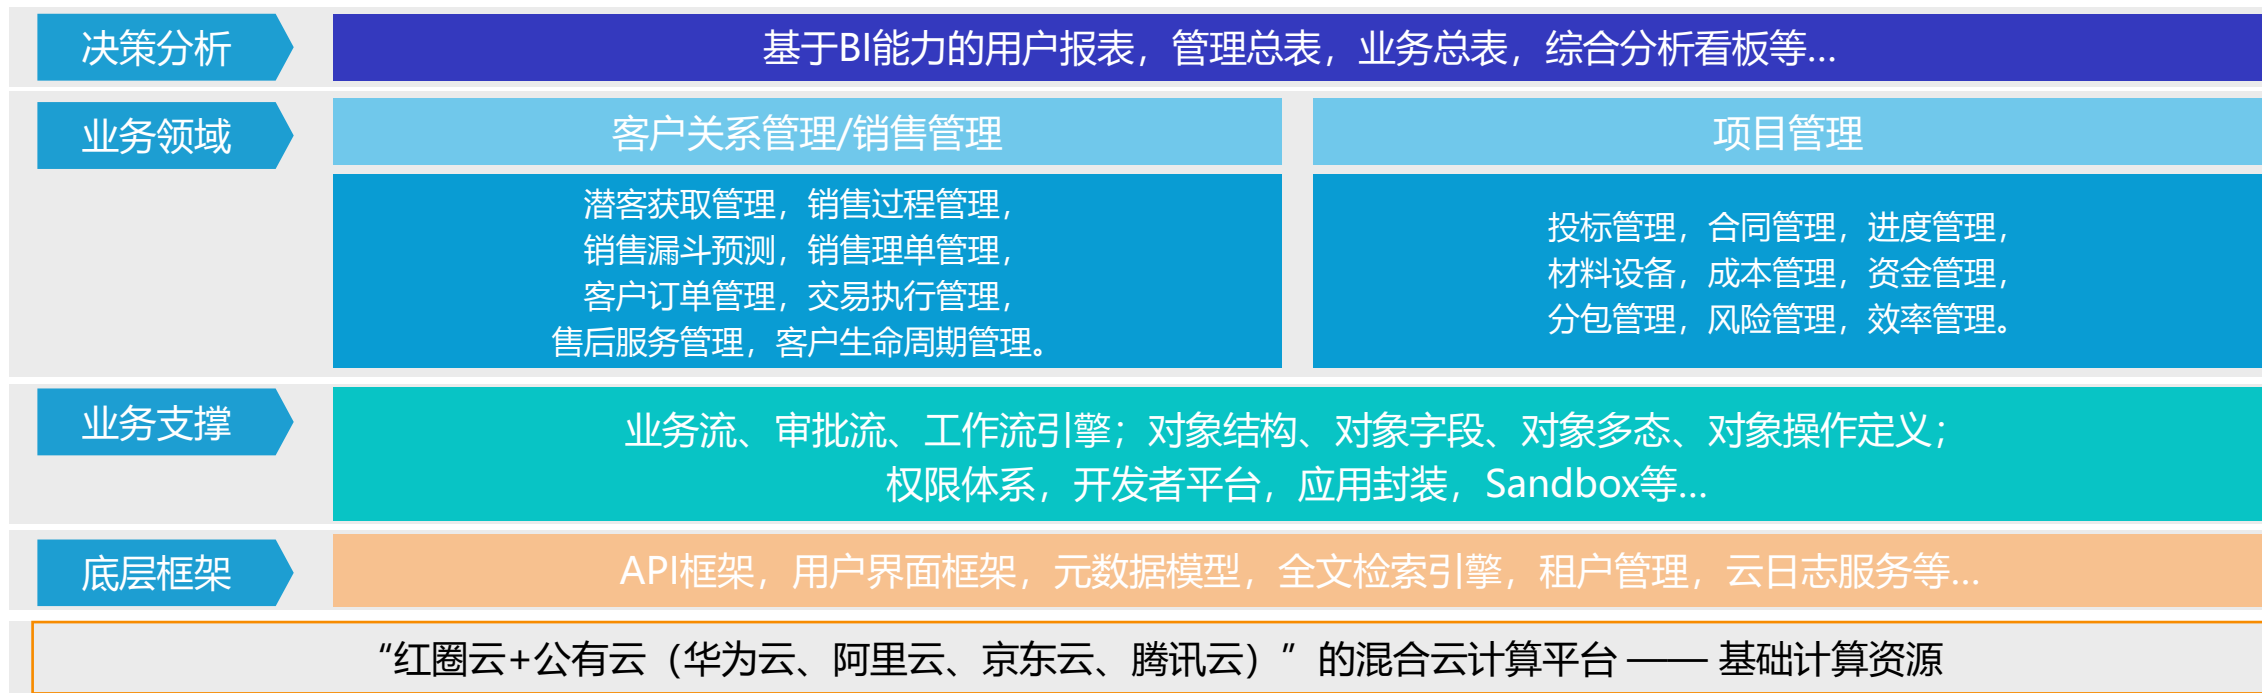 决策分析
基于BI能力的用户报表，管理总表，业务总表，综合分析看板等...
业务领域
客户关系管理/销售管理
项目管理
潜客获取管理，销售过程管理，
销售漏斗预测，销售理单管理，
客户订单管理，交易执行管理，
售后服务管理，客户生命周期管理。
投标管理，合同管理，进度管理，
材料设备，成本管理，资金管理，
分包管理，风险管理，效率管理。
业务支撑
业务流、审批流、工作流引擎；对象结构、对象字段、对象多态、对象操作定义；
权限体系，开发者平台，应用封装，Sandbox等...
底层框架
API框架，用户界面框架，元数据模型，全文检索引擎，租户管理，云日志服务等...
“红圈云+公有云（华为云、阿里云、京东云、腾讯云）”的混合云计算平台 —— 基础计算资源